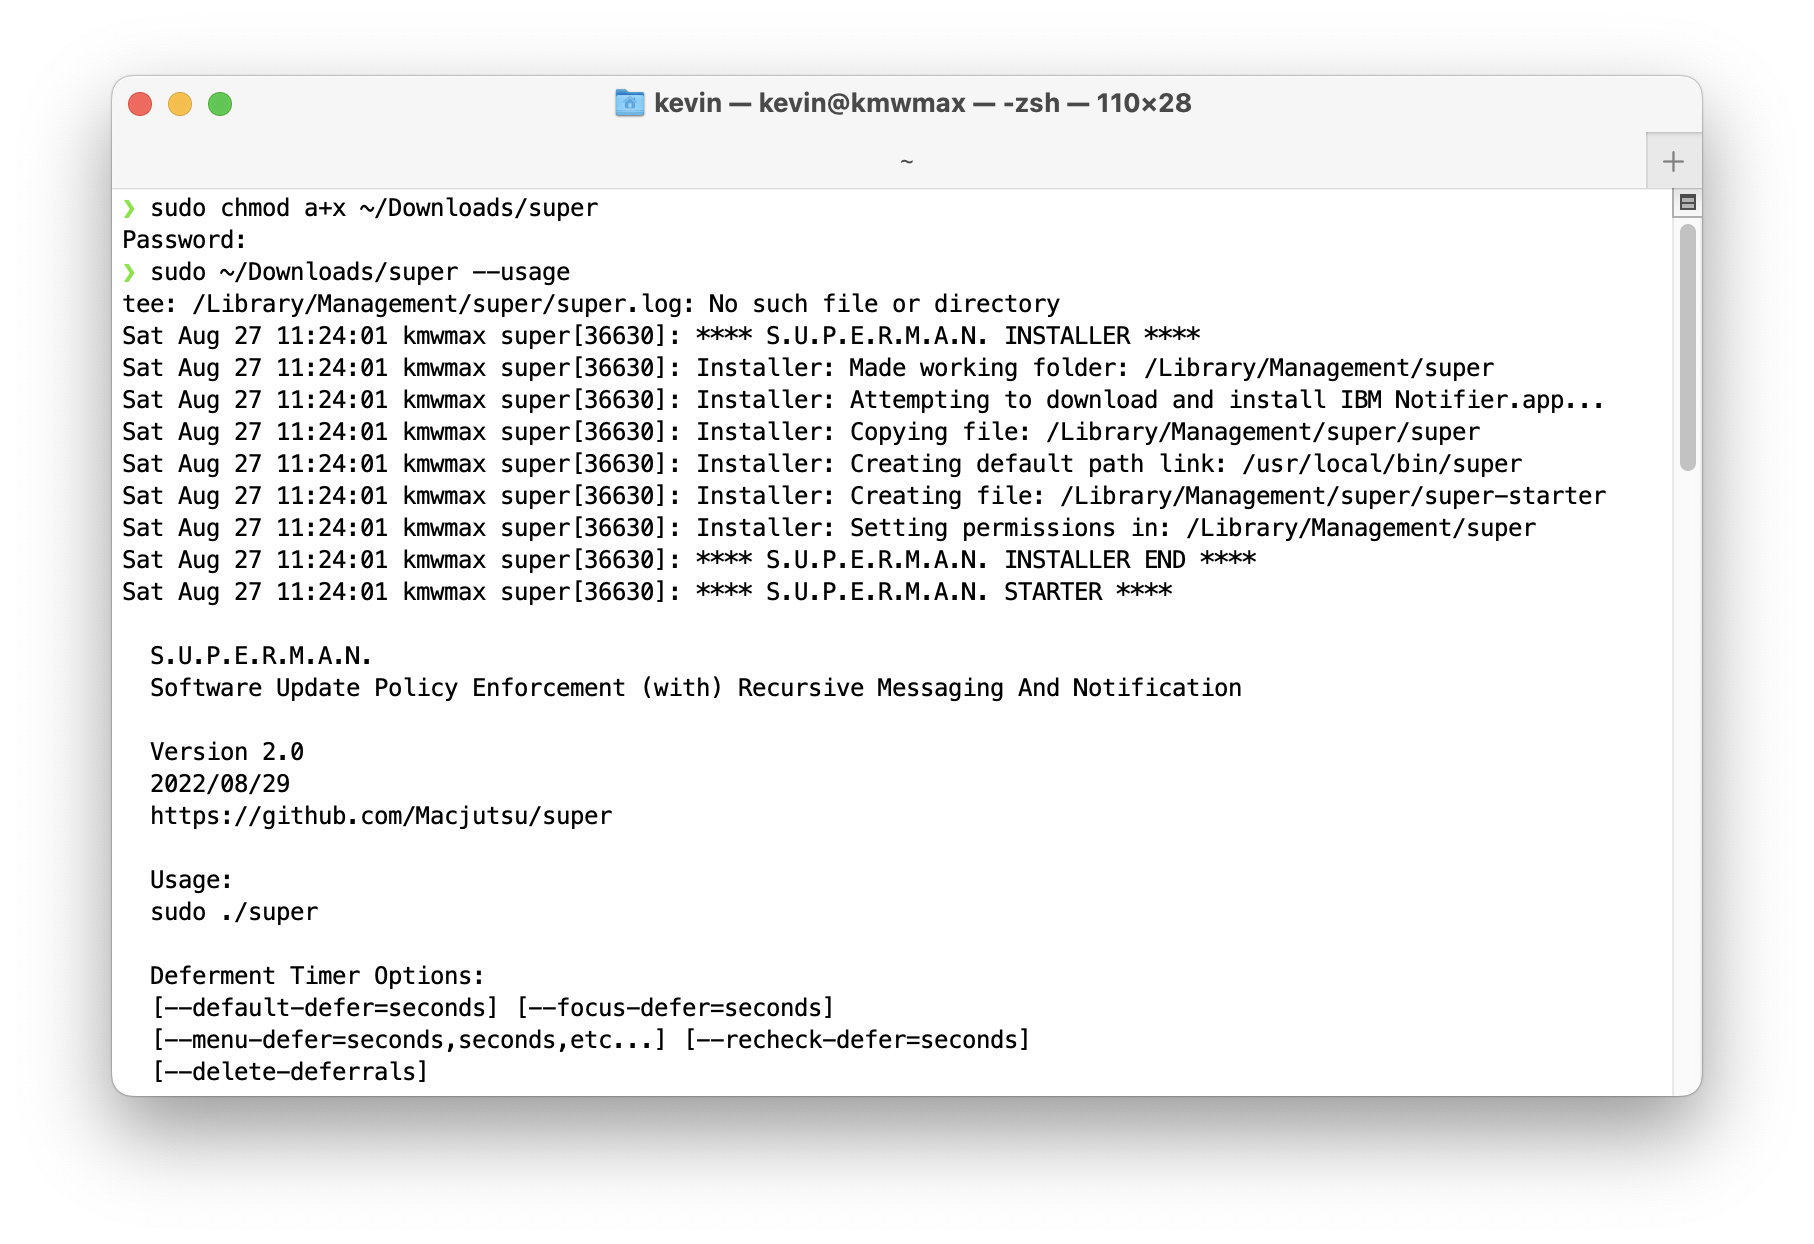 kevin — kevin@kmwmax — -zsh — 110×28
~
❯ sudo chmod a+x ~/Downloads/super
Password:
❯ sudo ~/Downloads/super --usage
tee: /Library/Management/super/super.log: No such file or directory
Sat Aug 27 11:24:01 kmwmax super[36630]: **** S.U.P.E.R.M.A.N. INSTALLER ****
Sat Aug 27 11:24:01 kmwmax super[36630]: Installer: Made working folder: /Library/Management/super
Sat Aug 27 11:24:01 kmwmax super[36630]: Installer: Attempting to download and install IBM Notifier.app...
Sat Aug 27 11:24:01 kmwmax super[36630]: Installer: Copying file: /Library/Management/super/super
Sat Aug 27 11:24:01 kmwmax super[36630]: Installer: Creating default path link: /usr/local/bin/super
Sat Aug 27 11:24:01 kmwmax super[36630]: Installer: Creating file: /Library/Management/super/super-starter
Sat Aug 27 11:24:01 kmwmax super[36630]: Installer: Setting permissions in: /Library/Management/super
Sat Aug 27 11:24:01 kmwmax super[36630]: **** S.U.P.E.R.M.A.N. INSTALLER END ****
Sat Aug 27 11:24:01 kmwmax super[36630]: **** S.U.P.E.R.M.A.N. STARTER ****
S.U.P.E.R.M.A.N.
Software Update Policy Enforcement (with) Recursive Messaging And Notification
Version 2.0
2022/08/29
https://github.com/Macjutsu/super
Usage:
sudo ./super
Deferment Timer Options:
[--default-defer=seconds] [--focus-defer=seconds]
[--menu-defer=seconds,seconds,etc...] [--recheck-defer=seconds]
[--delete-deferrals]